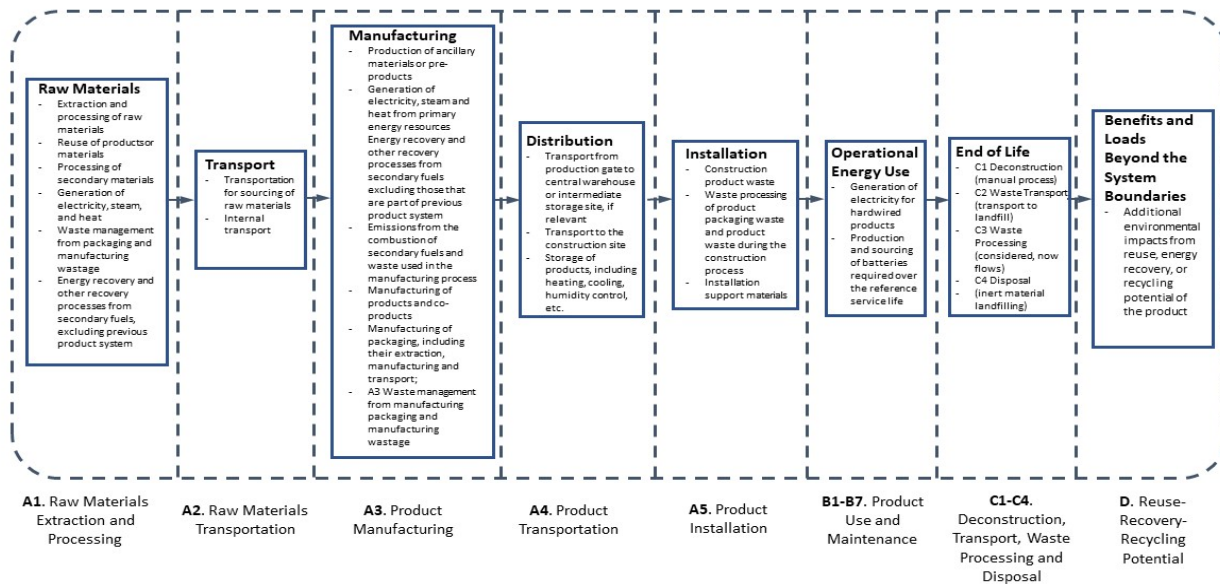 Raw Materials
- Extraction and
processing of raw
materials
- Reuse of productsor
materials
- Processing of
secondary materials
- Generation of
electricity, steam, and
heat
- Waste management
from packaging and
manufacturing
wastage
- Energy recovery and
other recovery
processes from
secondary fuels,
excluding previous
product system
Transport
- Transportation
for sourcing of
raw materials
- Internal
transport
Manufacturing
- Production of ancillary
materials or pre-
products
- Generation of
electricity, steam and
heat from primary
energy resources
Energy recovery and
other recovery
processes from
secondary fuels
excluding those that
are part of previous
product system
- Emissions from the
combustion of
secondary fuels and
waste used in the
manufacturing process
- Manufacturing of
products and co-
products
- Manufacturing of
packaging, including
their extraction,
manufacturing and
transport;
- A3 Waste management
from manufacturing
packaging and
manufacturing
wastage
Distribution
- Transport from
production gate to
central warehouse
or intermediate
storage site, if
relevant
- Transport to the
construction site
- Storage of
products, including
heating, cooling,
humidity control,
etc.
Installation
- Construction
product waste
- Waste processing
of product
packaging waste
and product
waste during the
construction
process
- Installation
support materials
Operational
Energy Use
- Generation of
electricity for
hardwired
products
- Production
and sourcing of
batteries
required over
the reference
service life
End of Life
- C1 Deconstruction
(manual process)
- C2 Waste Transport
(transport to
landfill)
- C3 Waste
Processing
(considered, now
flows)
- C4 Disposal
- (inert material
landfilling)
Benefits and
Loads
Beyond the
System
Boundaries
- Additional
environmental
impacts from
reuse, energy
recovery, or
recycling
potential of
the product
A1. Raw Materials
Extraction and
Processing
A2. Raw Materials
Transportation
A3. Product
Manufacturing
A4. Product
Transportation
A5. Product
Installation
B1-B7. Product
Use and
Maintenance
C1-C4.
Deconstruction,
Transport, Waste
Processing and
Disposal
D. Reuse-
Recovery-
Recycling
Potential